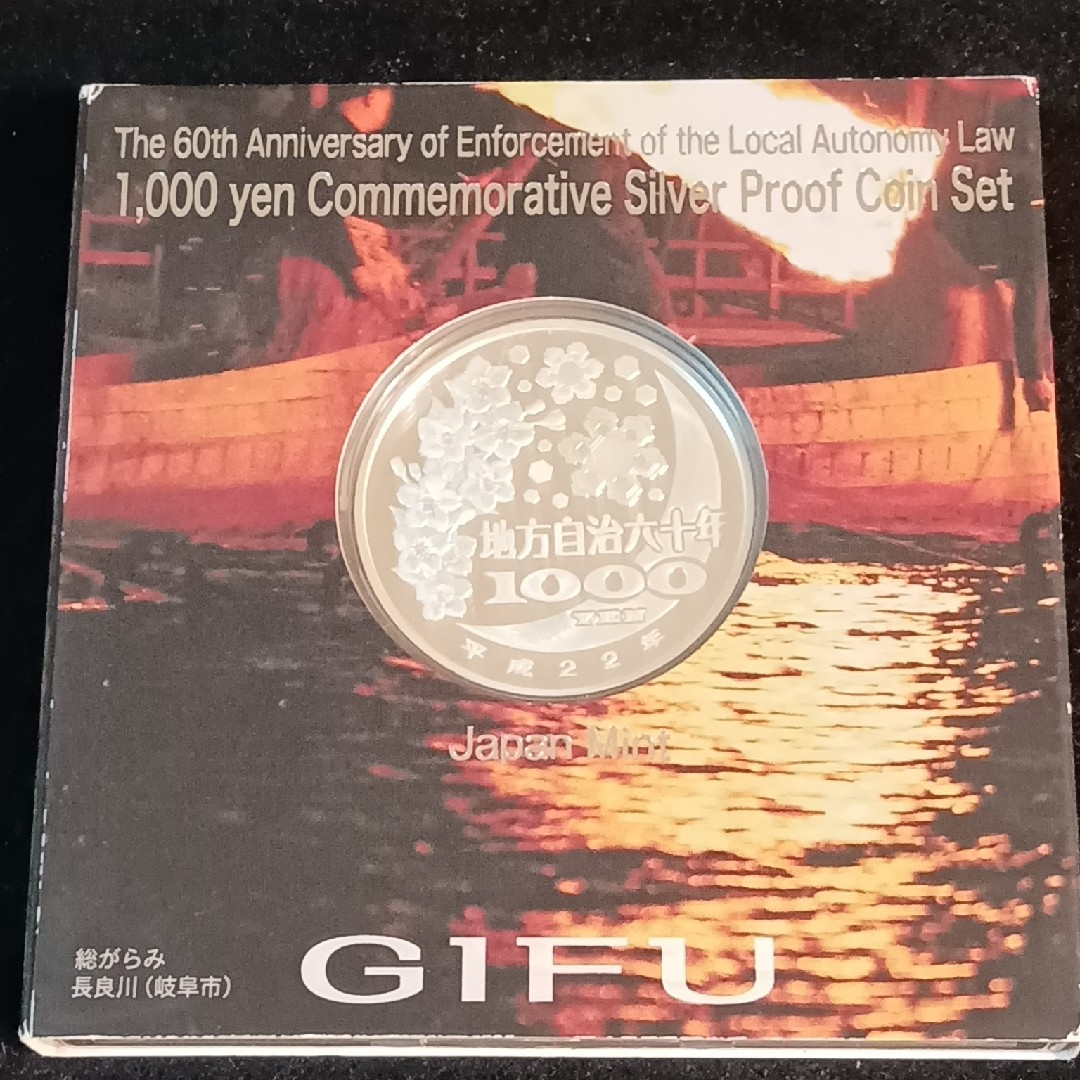 The 60th Anniversary of Enforcement of the Local Autonomy Law
1,000 yen Commemorative Silver Proof Coin Set
地方自治六十年
1000
YEN
平成22年
Japan Mint
総がらみ
長良川（岐阜市）
GIFU